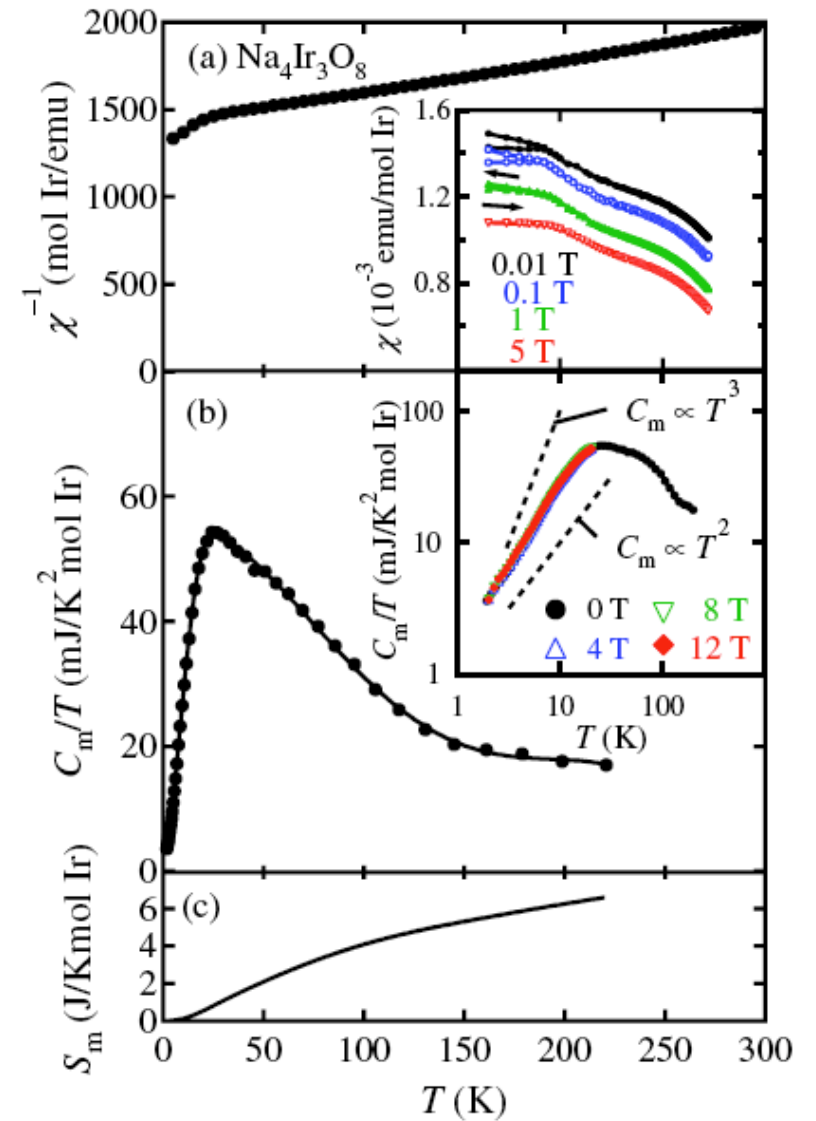 (a) Na₄Ir₃O₈
χ⁻¹ (mol Ir/emu)
2000
1500
1000
500
0
χ (10⁻³ emu/mol Ir)
1.6
1.2
0.8
0.01 T
0.1 T
1 T
5 T
(b)
Cₘ/T (mJ/K²mol Ir)
60
40
20
0
Cₘ/T (mJ/K²mol Ir)
100
10
1
Cₘ ∝ T³
Cₘ ∝ T²
0 T 8 T
4 T 12 T
1 10 100
T (K)
(c)
Sₘ (J/Kmol Ir)
6
4
2
0
0 50 100 150 200 250 300
T (K)